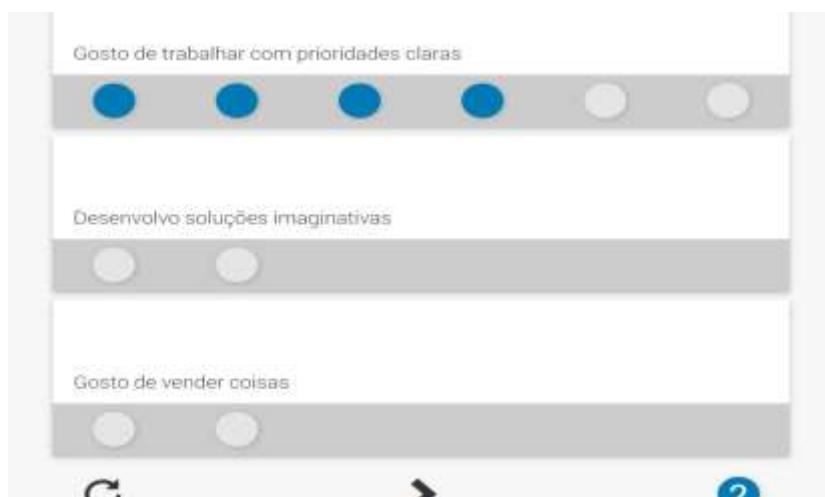 Gosto de trabalhar com prioridades claras
Desenvolvo soluções imaginativas
Gosto de vender coisas
?